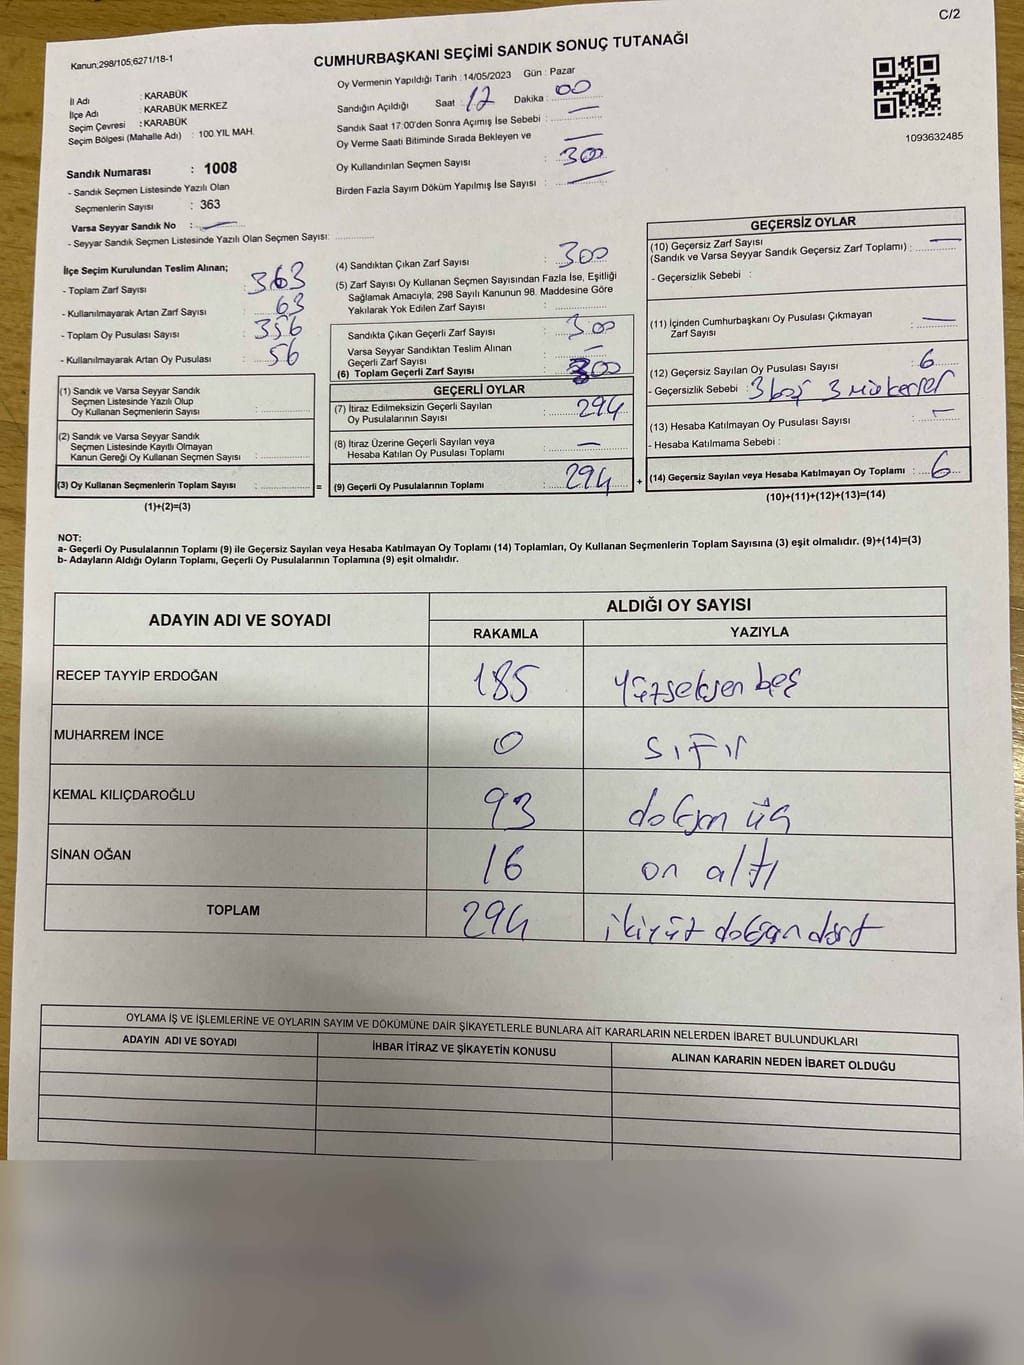 C/2
Kanun;298/105;6271/18-1
CUMHURBAŞKANI SEÇİMİ SANDIK SONUÇ TUTANAĞI
İl Adı : KARABÜK
İlçe Adı : KARABÜK MERKEZ
Seçim Çevresi : KARABÜK
Seçim Bölgesi (Mahalle Adı) : 100.YIL MAH.
Oy Vermenin Yapıldığı Tarih : 14/05/2023 Gün : Pazar
Sandığın Açıldığı Saat 17 Dakika : 00
Sandık Saat 17:00'den Sonra Açımış İse Sebebi : —
Oy Verme Saati Bitiminde Sırada Bekleyen ve
Oy Kullandırılan Seçmen Sayısı : 300
Birden Fazla Sayım Döküm Yapılmış İse Sayısı : —
1093632485
Sandık Numarası : 1008
- Sandık Seçmen Listesinde Yazılı Olan
Seçmenlerin Sayısı : 363
Varsa Seyyar Sandık No : —
- Seyyar Sandık Seçmen Listesinde Yazılı Olan Seçmen Sayısı:
İlçe Seçim Kurulundan Teslim Alınan;
- Toplam Zarf Sayısı : 363
- Kullanılmayarak Artan Zarf Sayısı : 63
- Toplam Oy Pusulası Sayısı : 356
- Kullanılmayarak Artan Oy Pusulası : 56
(1) Sandık ve Varsa Seyyar Sandık
Seçmen Listesinde Yazılı Olup
Oy Kullanan Seçmenlerin Sayısı :
(2) Sandık ve Varsa Seyyar Sandık
Seçmen Listesinde Kayıtlı Olmayan
Kanun Gereği Oy Kullanan Seçmen Sayısı :
(3) Oy Kullanan Seçmenlerin Toplam Sayısı : =
(1)+(2)=(3)
(4) Sandıktan Çıkan Zarf Sayısı : 300
(5) Zarf Sayısı Oy Kullanan Seçmen Sayısından Fazla İse, Eşitliği
Sağlamak Amacıyla, 298 Sayılı Kanunun 98. Maddesine Göre
Yakılarak Yok Edilen Zarf Sayısı :
Sandıkta Çıkan Geçerli Zarf Sayısı : 300
Varsa Seyyar Sandıktan Teslim Alınan
Geçerli Zarf Sayısı : —
(6) Toplam Geçerli Zarf Sayısı : 300
GEÇERLİ OYLAR
(7) İtiraz Edilmeksizin Geçerli Sayılan
Oy Pusulalarının Sayısı : 294
(8) İtiraz Üzerine Geçerli Sayılan veya
Hesaba Katılan Oy Pusulası Toplamı : —
(9) Geçerli Oy Pusulalarının Toplamı : 294 +
GEÇERSİZ OYLAR
(10) Geçersiz Zarf Sayısı
(Sandık ve Varsa Seyyar Sandık Geçersiz Zarf Toplamı) : —
- Geçersizlik Sebebi :
(11) İçinden Cumhurbaşkanı Oy Pusulası Çıkmayan
Zarf Sayısı : —
(12) Geçersiz Sayılan Oy Pusulası Sayısı : 6
- Geçersizlik Sebebi : 3 boş 3 Mükerrer
(13) Hesaba Katılmayan Oy Pusulası Sayısı : —
- Hesaba Katılmama Sebebi :
(14) Geçersiz Sayılan veya Hesaba Katılmayan Oy Toplamı : 6
(10)+(11)+(12)+(13)=(14)
NOT:
a- Geçerli Oy Pusulalarının Toplamı (9) ile Geçersiz Sayılan veya Hesaba Katılmayan Oy Toplamı (14) Toplamları, Oy Kullanan Seçmenlerin Toplam Sayısına (3) eşit olmalıdır. (9)+(14)=(3)
b- Adayların Aldığı Oyların Toplamı, Geçerli Oy Pusulalarının Toplamına (9) eşit olmalıdır.
ADAYIN ADI VE SOYADI ALDIĞI OY SAYISI
RAKAMLA YAZIYLA
RECEP TAYYİP ERDOĞAN 185 Yüzseksen beş
MUHARREM İNCE 0 sıfır
KEMAL KILIÇDAROĞLU 93 doksan üç
SİNAN OĞAN 16 on altı
TOPLAM 294 ikiyüz doksan dört
OYLAMA İŞ VE İŞLEMLERİNE VE OYLARIN SAYIM VE DÖKÜMÜNE DAİR ŞİKAYETLERLE BUNLARA AİT KARARLARIN NELERDEN İBARET BULUNDUKLARI
ADAYIN ADI VE SOYADI İHBAR İTİRAZ VE ŞİKAYETİN KONUSU ALINAN KARARIN NEDEN İBARET OLDUĞU